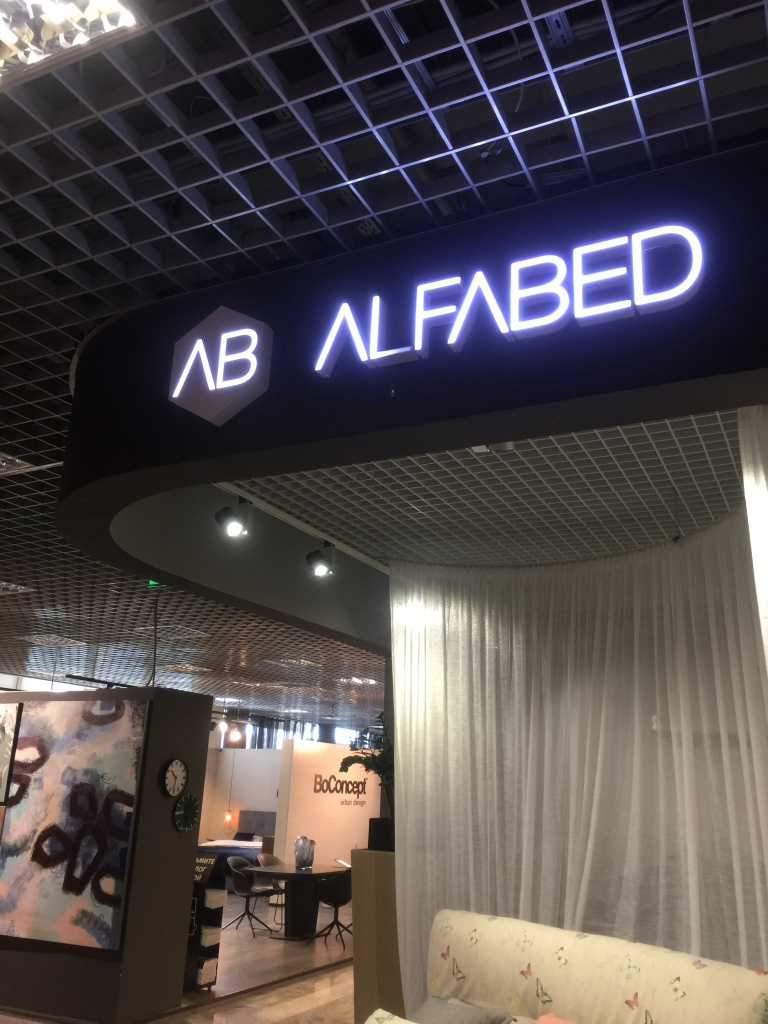 AB ALFABED
BoConcept
urban design